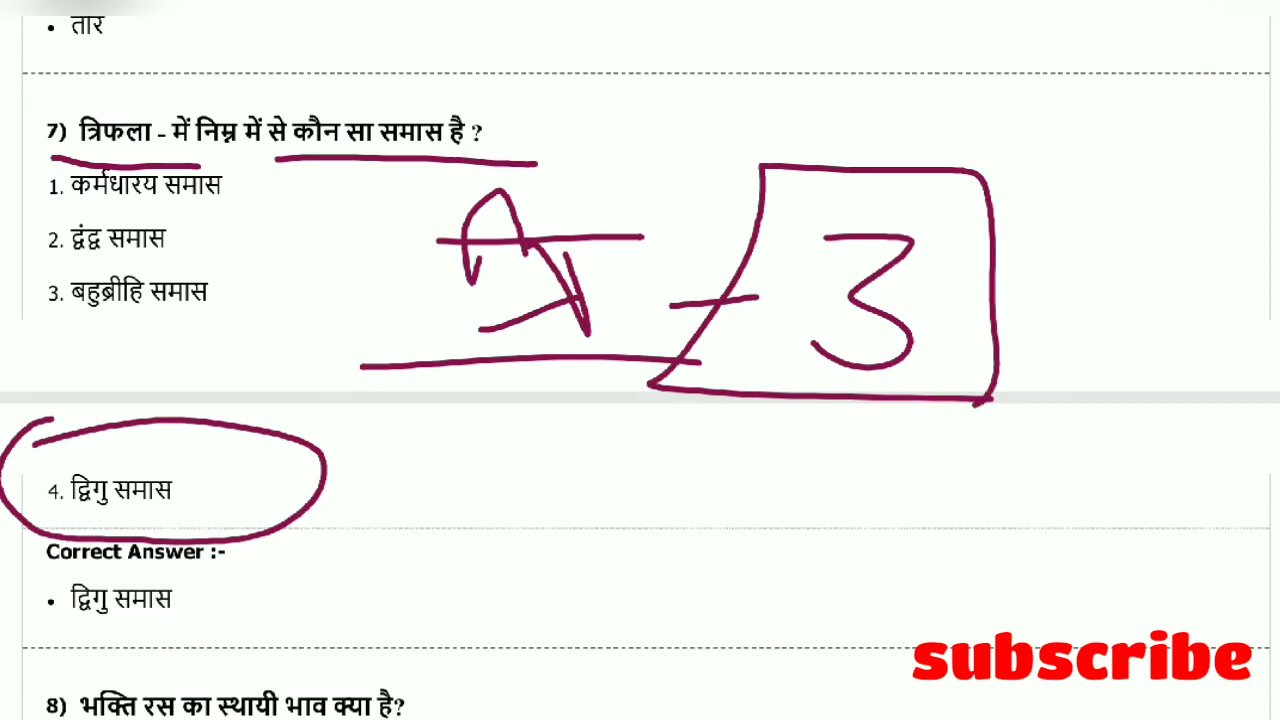 • तार
7) त्रिफला - में निम्न में से कौन सा समास है ?
1. कर्मधारय समास
2. द्वंद्व समास
3. बहुब्रीहि समास
3
4. द्विगु समास
Correct Answer :-
• द्विगु समास
subscribe
8) भक्ति रस का स्थायी भाव क्या है?